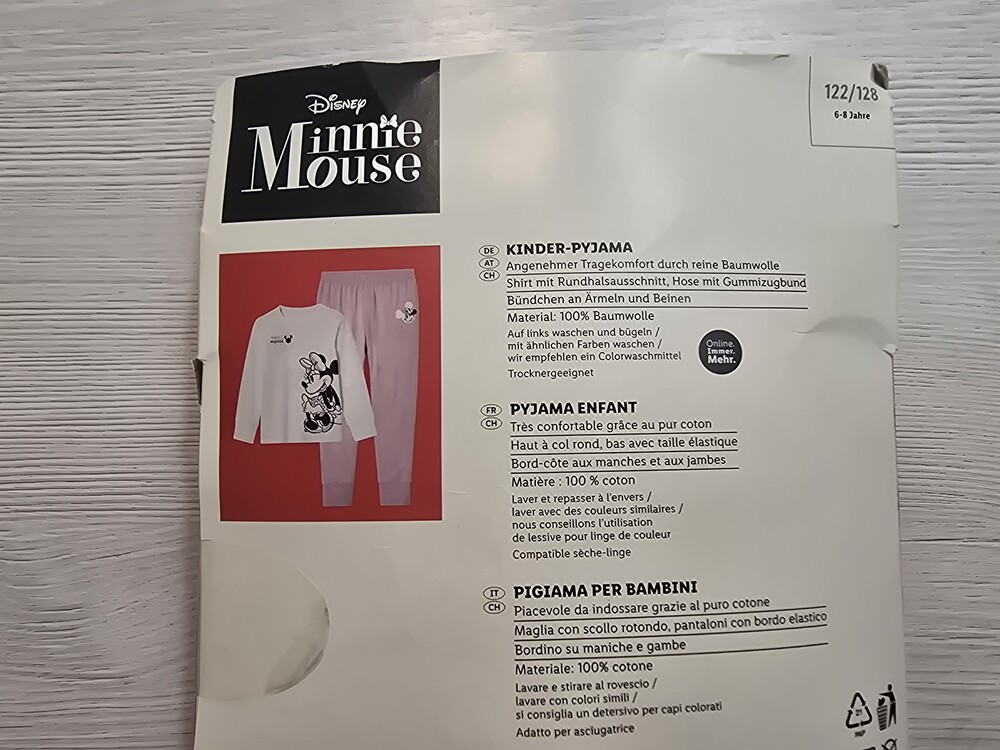 Disney
Minnie
Mouse
122/128
6-8 Jahre
DE
AT
CH
KINDER-PYJAMA
Angenehmer Tragekomfort durch reine Baumwolle
Shirt mit Rundhalsausschnitt, Hose mit Gummizugbund
Bündchen an Ärmeln und Beinen
Material: 100% Baumwolle
Auf links waschen und bügeln /
mit ähnlichen Farben waschen /
wir empfehlen ein Colorwaschmittel
Trocknergeeignet
Online.
Immer.
Mehr.
FR
CH
PYJAMA ENFANT
Très confortable grâce au pur coton
Haut à col rond, bas avec taille élastique
Bord-côte aux manches et aux jambes
Matière : 100 % coton
Laver et repasser à l'envers /
laver avec des couleurs similaires /
nous conseillons l'utilisation
de lessive pour linge de couleur
Compatible sèche-linge
IT
CH
PIGIAMA PER BAMBINI
Piacevole da indossare grazie al puro cotone
Maglia con scollo rotondo, pantaloni con bordo elastico
Bordino su maniche e gambe
Materiale: 100% cotone
Lavare e stirare al rovescio /
lavare con colori simili /
si consiglia un detersivo per capi colorati
Adatto per asciugatrice
21
PAP